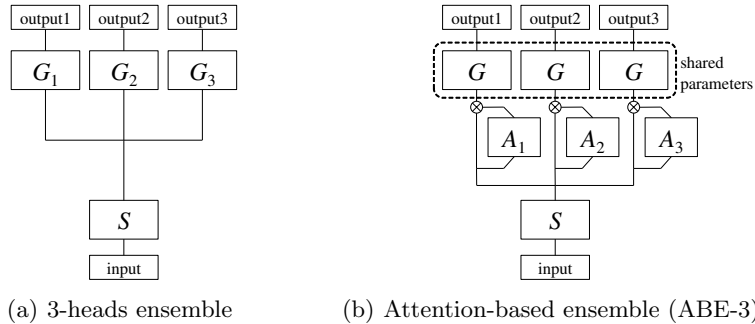 output1 output2 output3
G1 G2 G3
S
input
(a) 3-heads ensemble
output1 output2 output3
G G G
shared
parameters
A1 A2 A3
S
input
(b) Attention-based ensemble (ABE-3)